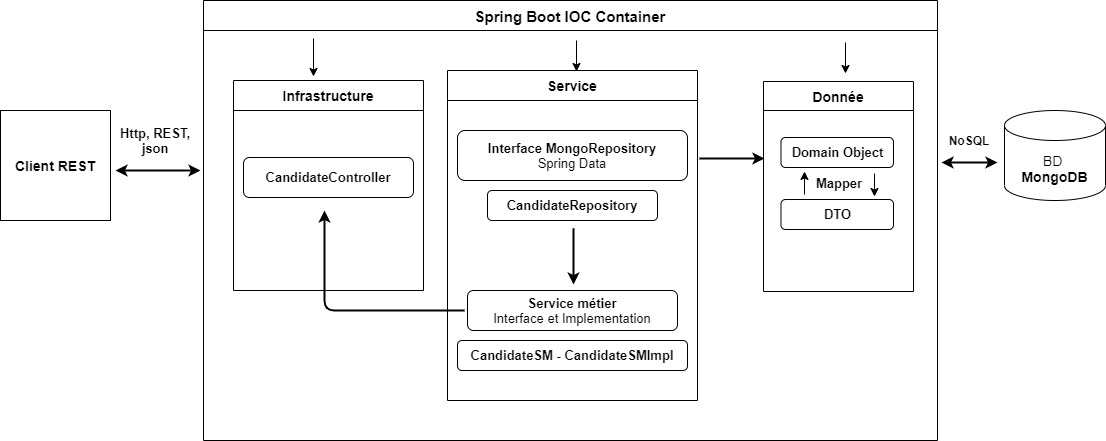 Spring Boot IOC Container
Client REST
Http, REST,
json
Infrastructure
CandidateController
Service
Interface MongoRepository
Spring Data
CandidateRepository
Service métier
Interface et Implementation
CandidateSM - CandidateSMImpl
Donnée
Domain Object
Mapper
DTO
NoSQL
BD
MongoDB